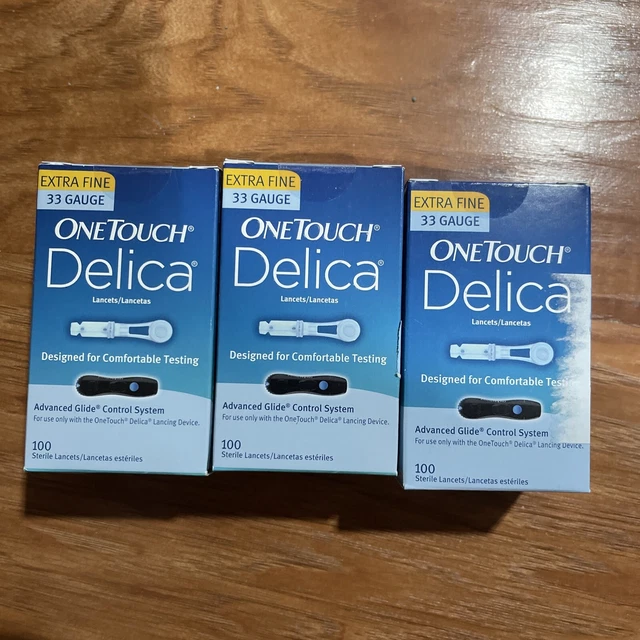 EXTRA FINE
33 GAUGE
ONETOUCH®
Delica®
Lancets/Lancetas
Designed for Comfortable Testing
Advanced Glide® Control System
For use only with the OneTouch® Delica® Lancing Device.
100
Sterile Lancets/Lancetas estériles
EXTRA FINE
33 GAUGE
ONETOUCH®
Delica®
Lancets/Lancetas
Designed for Comfortable Testing
Advanced Glide® Control System
For use only with the OneTouch® Delica® Lancing Device.
100
Sterile Lancets/Lancetas estériles
EXTRA FINE
33 GAUGE
ONETOUCH®
Delica
Lancets/Lancetas
Designed for Comfortable
Advanced Glide® Control System
For use only with the OneTouch® Delica® Lancing Device.
100
Sterile Lancets/Lancetas estériles